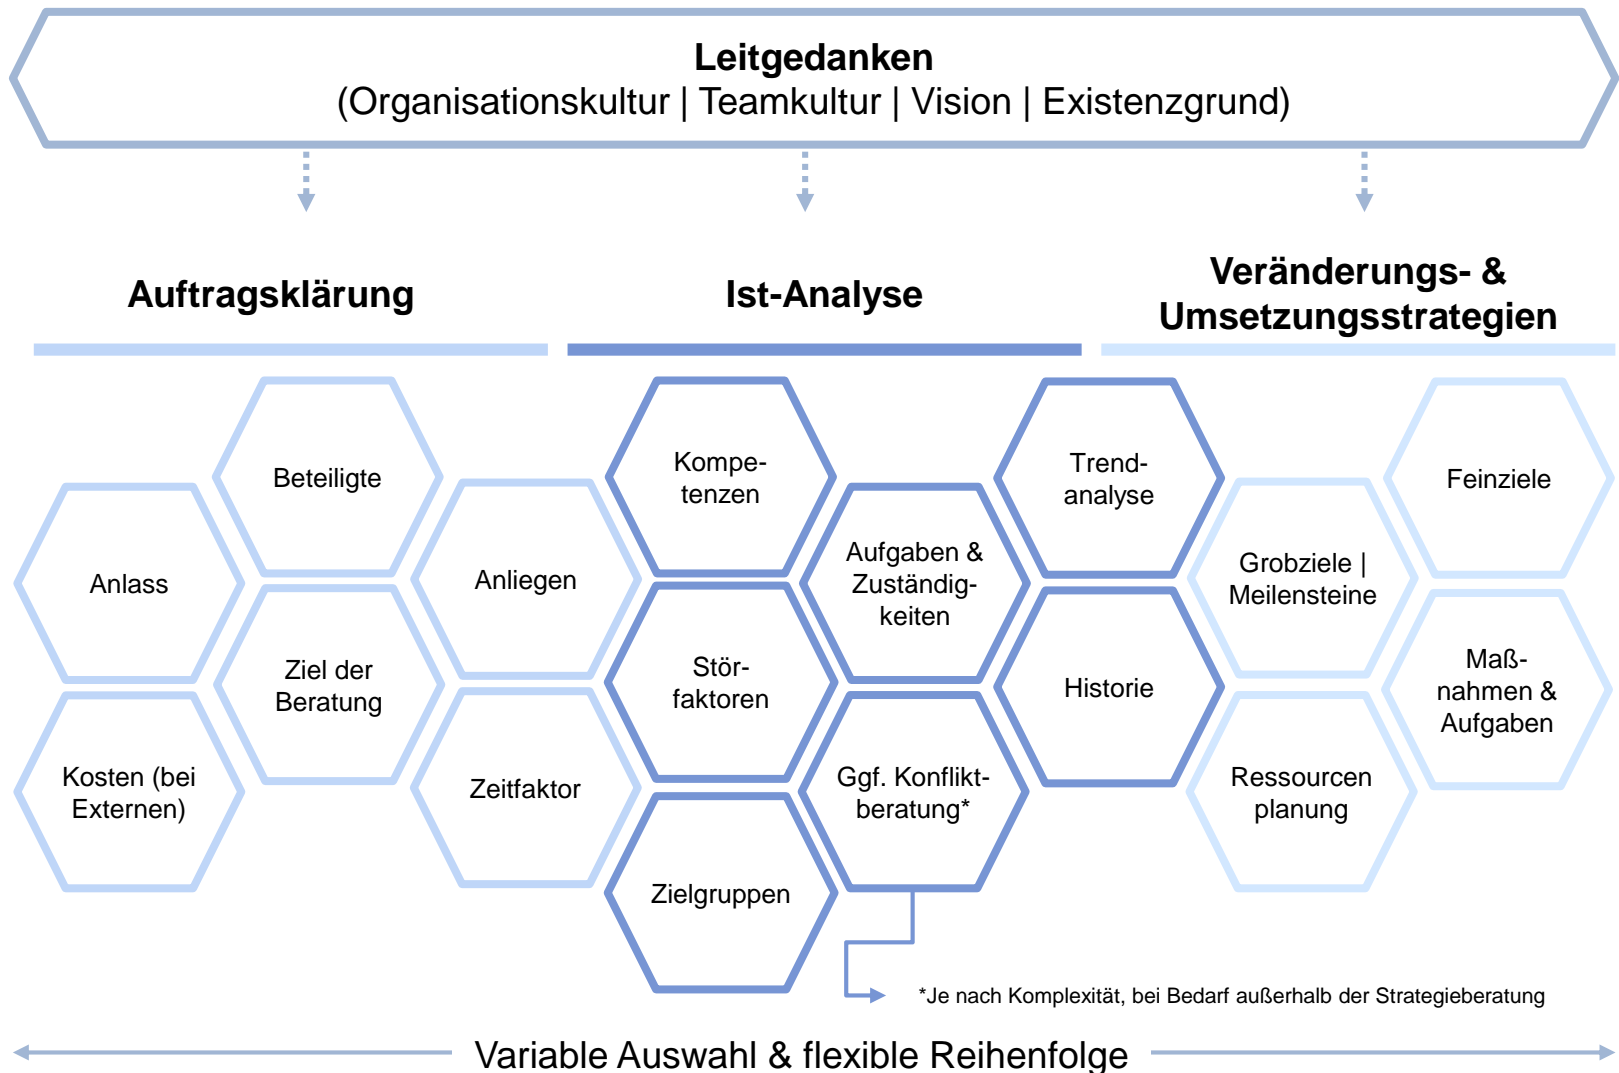 Leitgedanken
(Organisationskultur | Teamkultur | Vision | Existenzgrund)
Auftragsklärung
Anlass
Kosten (bei
Externen)
Beteiligte
Ziel der
Beratung
Anliegen
Zeitfaktor
Ist-Analyse
Kompe-
tenzen
Stör-
faktoren
Zielgruppen
Aufgaben &
Zuständig-
keiten
Ggf. Konflikt-
beratung*
Trend-
analyse
Historie
Veränderungs- &
Umsetzungsstrategien
Grobziele |
Meilensteine
Ressourcen
planung
Feinziele
Maß-
nahmen &
Aufgaben
*Je nach Komplexität, bei Bedarf außerhalb der Strategieberatung
Variable Auswahl & flexible Reihenfolge